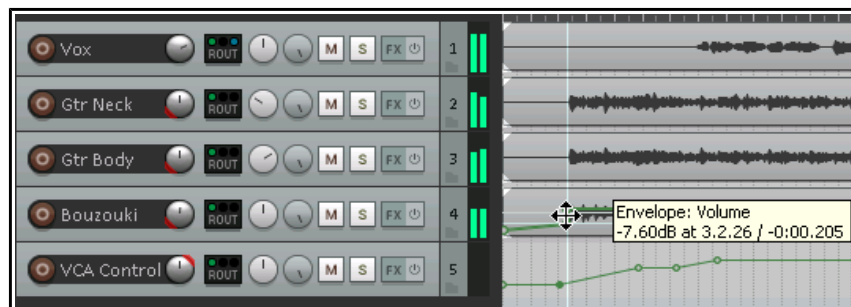 Vox ROUT M S FX 1
Gtr Neck ROUT M S FX 2
Gtr Body ROUT M S FX 3
Bouzouki ROUT M S FX 4
Envelope: Volume
-7.60dB at 3.2.26 / -0:00.205
VCA Control ROUT M S FX 5